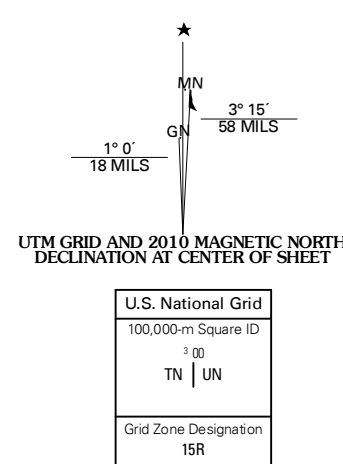 MN
3° 15´
58 MILS
GN
1° 0´
18 MILS
UTM GRID AND 2010 MAGNETIC NORTH
DECLINATION AT CENTER OF SHEET
U.S. National Grid
100,000-m Square ID
3 00
TN UN
Grid Zone Designation
15R